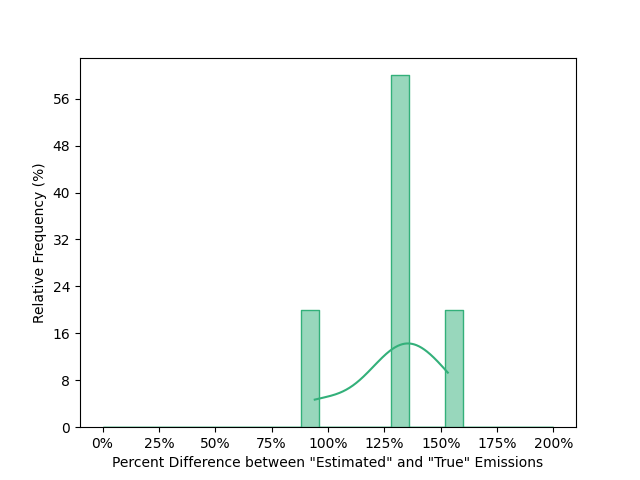 Relative Frequency (%)
56
48
40
32
24
16
8
0
0% 25% 50% 75% 100% 125% 150% 175% 200%
Percent Difference between "Estimated" and "True" Emissions